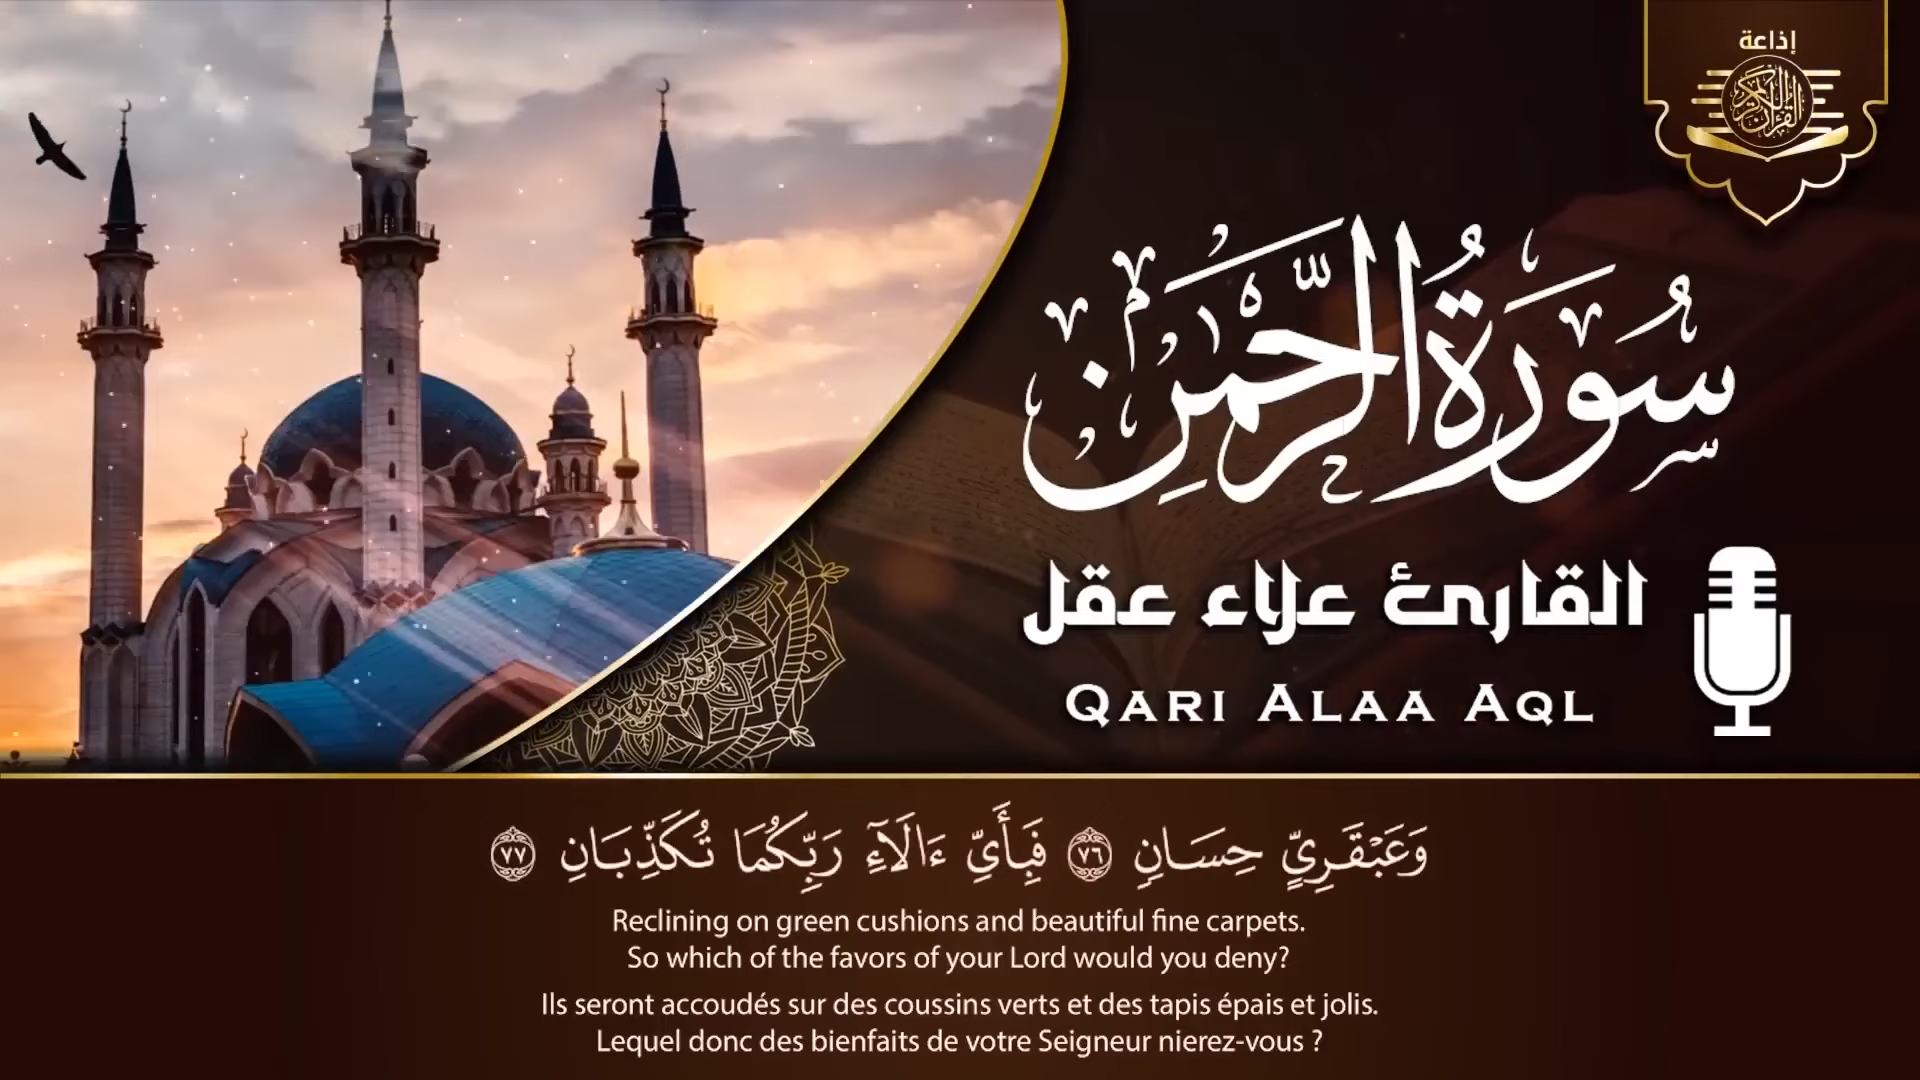 إذاعة
القرآن الكريم
سُورَةُ الرَّحْمَٰنِ
القارئ علاء عقل
QARI ALAA AQL
وَعَبْقَرِيٍّ حِسَانٍ ٧٦ فَبِأَيِّ ءَالَآءِ رَبِّكُمَا تُكَذِّبَانِ ٧٧
Reclining on green cushions and beautiful fine carpets.
So which of the favors of your Lord would you deny?
Ils seront accoudés sur des coussins verts et des tapis épais et jolis.
Lequel donc des bienfaits de votre Seigneur nierez-vous ?